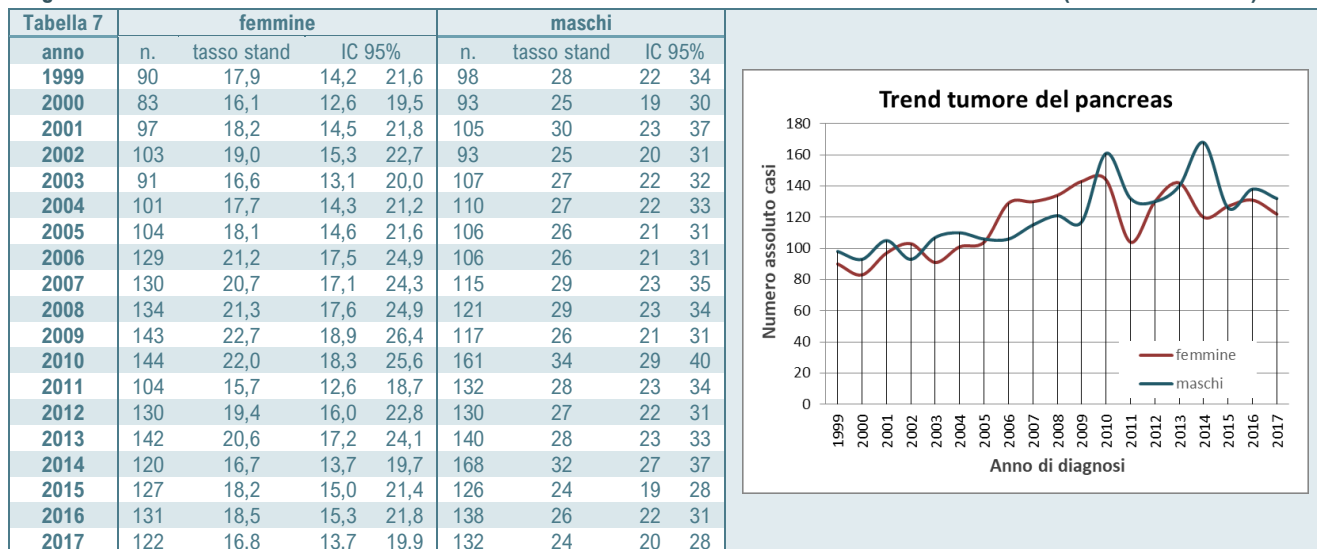 Tabella 7 femmine maschi
anno n. tasso stand IC 95% n. tasso stand IC 95%
1999 90 17,9 14,2 21,6 98 28 22 34
2000 83 16,1 12,6 19,5 93 25 19 30
2001 97 18,2 14,5 21,8 105 30 23 37
2002 103 19,0 15,3 22,7 93 25 20 31
2003 91 16,6 13,1 20,0 107 27 22 32
2004 101 17,7 14,3 21,2 110 27 22 33
2005 104 18,1 14,6 21,6 106 26 21 31
2006 129 21,2 17,5 24,9 106 26 21 31
2007 130 20,7 17,1 24,3 115 29 23 35
2008 134 21,3 17,6 24,9 121 29 23 34
2009 143 22,7 18,9 26,4 117 26 21 31
2010 144 22,0 18,3 25,6 161 34 29 40
2011 104 15,7 12,6 18,7 132 28 23 34
2012 130 19,4 16,0 22,8 130 27 22 31
2013 142 20,6 17,2 24,1 140 28 23 33
2014 120 16,7 13,7 19,7 168 32 27 37
2015 127 18,2 15,0 21,4 126 24 19 28
2016 131 18,5 15,3 21,8 138 26 22 31
2017 122 16,8 13,7 19,9 132 24 20 28
Trend tumore del pancreas
Numero assoluto casi
180
160
140
120
100
80
60
40
20
0
femmine
maschi
1999 2000 2001 2002 2003 2004 2005 2006 2007 2008 2009 2010 2011 2012 2013 2014 2015 2016 2017
Anno di diagnosi